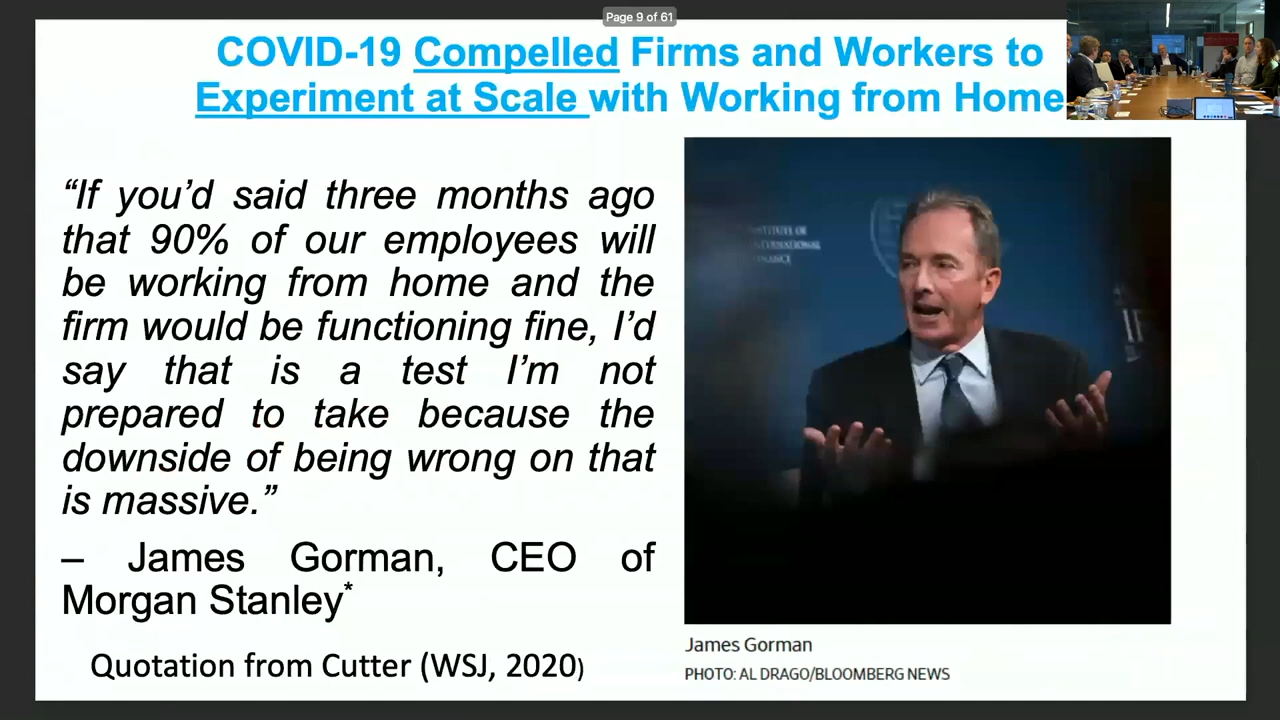 Page 9 of 61
COVID-19 Compelled Firms and Workers to
Experiment at Scale with Working from Home
“If you’d said three months ago
that 90% of our employees will
be working from home and the
firm would be functioning fine, I’d
say that is a test I’m not
prepared to take because the
downside of being wrong on that
is massive.”
– James Gorman, CEO of
Morgan Stanley*
Quotation from Cutter (WSJ, 2020)
James Gorman
PHOTO: AL DRAGO/BLOOMBERG NEWS